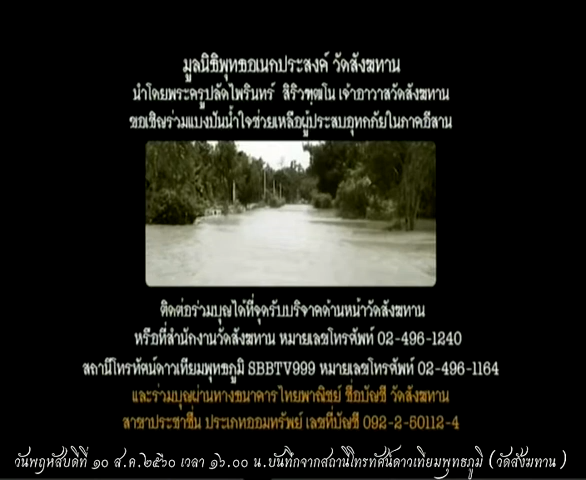 มูลนิธิพุทธอเนกประสงค์ วัดสังฆทาน
นำโดยพระครูปลัดไพรินทร์ สิริวฑฺฒโน เจ้าอาวาสวัดสังฆทาน
ขอเชิญร่วมแบ่งปันน้ำใจช่วยเหลือผู้ประสบอุทกภัยในภาคอีสาน
ติดต่อร่วมบุญได้ที่จุดรับบริจาคด้านหน้าวัดสังฆทาน
หรือที่สำนักงานวัดสังฆทาน หมายเลขโทรศัพท์ 02-496-1240
สถานีโทรทัศน์ดาวเทียมพุทธภูมิ SBBTV999 หมายเลขโทรศัพท์ 02-496-1164
และร่วมบุญผ่านทางธนาคารไทยพาณิชย์ ชื่อบัญชี วัดสังฆทาน
สาขาประชาชื่น ประเภทออมทรัพย์ เลขที่บัญชี 092-2-50112-4
วันพฤหัสบดีที่ ๑๐ ส.ค.๒๕๖๐ เวลา ๑๖.๐๐ น.บันทึกจากสถานีโทรทัศน์ดาวเทียมพุทธภูมิ (วัดสังฆทาน)